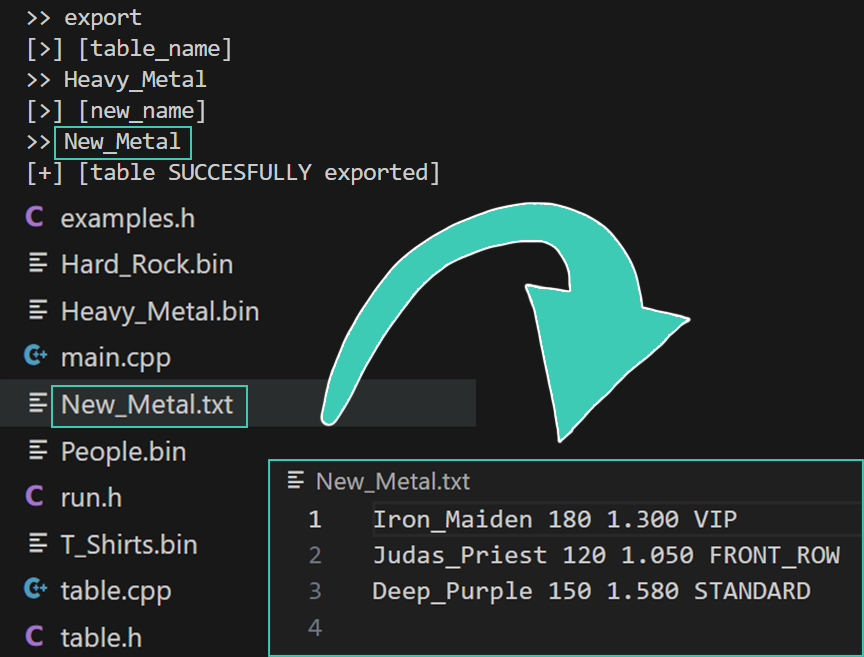 >> export
[>] [table_name]
>> Heavy_Metal
[>] [new_name]
>> New_Metal
[+] [table SUCCESFULLY exported]
C examples.h
Hard_Rock.bin
Heavy_Metal.bin
C++ main.cpp
New_Metal.txt
People.bin
C run.h
T_Shirts.bin
C++ table.cpp
C table.h
New_Metal.txt
1 Iron_Maiden 180 1.300 VIP
2 Judas_Priest 120 1.050 FRONT_ROW
3 Deep_Purple 150 1.580 STANDARD
4